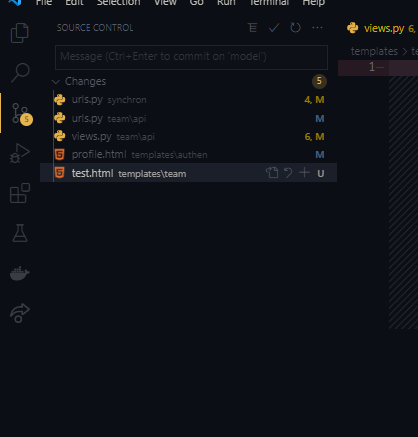 File Edit Selection View Go Run Terminal Help
SOURCE CONTROL
Message (Ctrl+Enter to commit on 'model')
Changes 5
urls.py synchron 4, M
urls.py team\api M
views.py team\api 6, M
profile.html templates\authen M
test.html templates\team U
5
views.py 6,
templates > te
1